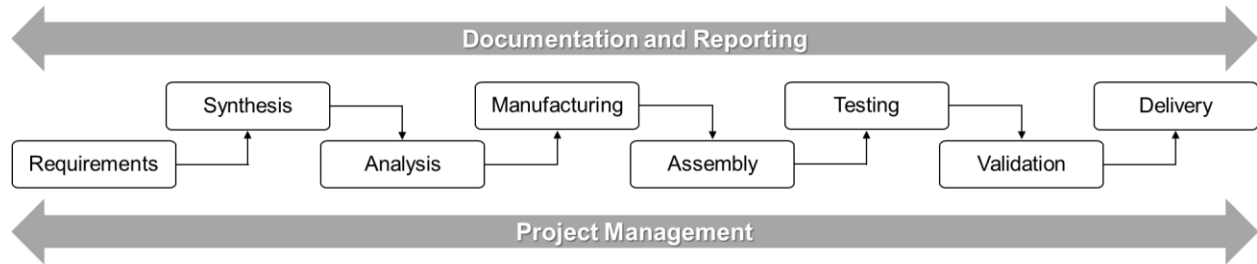 Documentation and Reporting
Synthesis
Manufacturing
Testing
Delivery
Requirements
Analysis
Assembly
Validation
Project Management